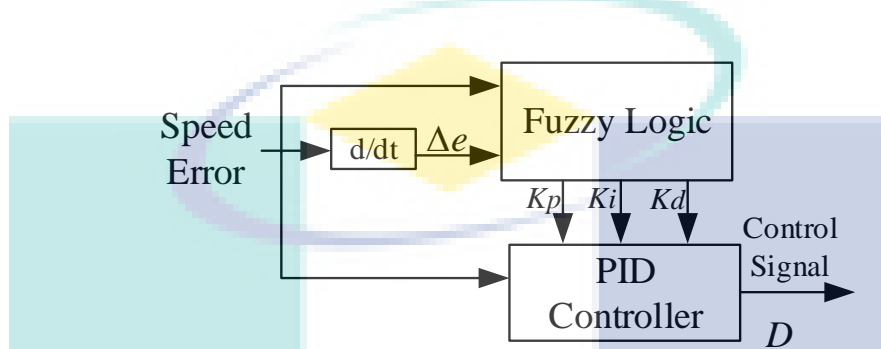 Speed
Error
d/dt
Δe
Fuzzy Logic
Kp Ki Kd
PID
Controller
Control
Signal
D